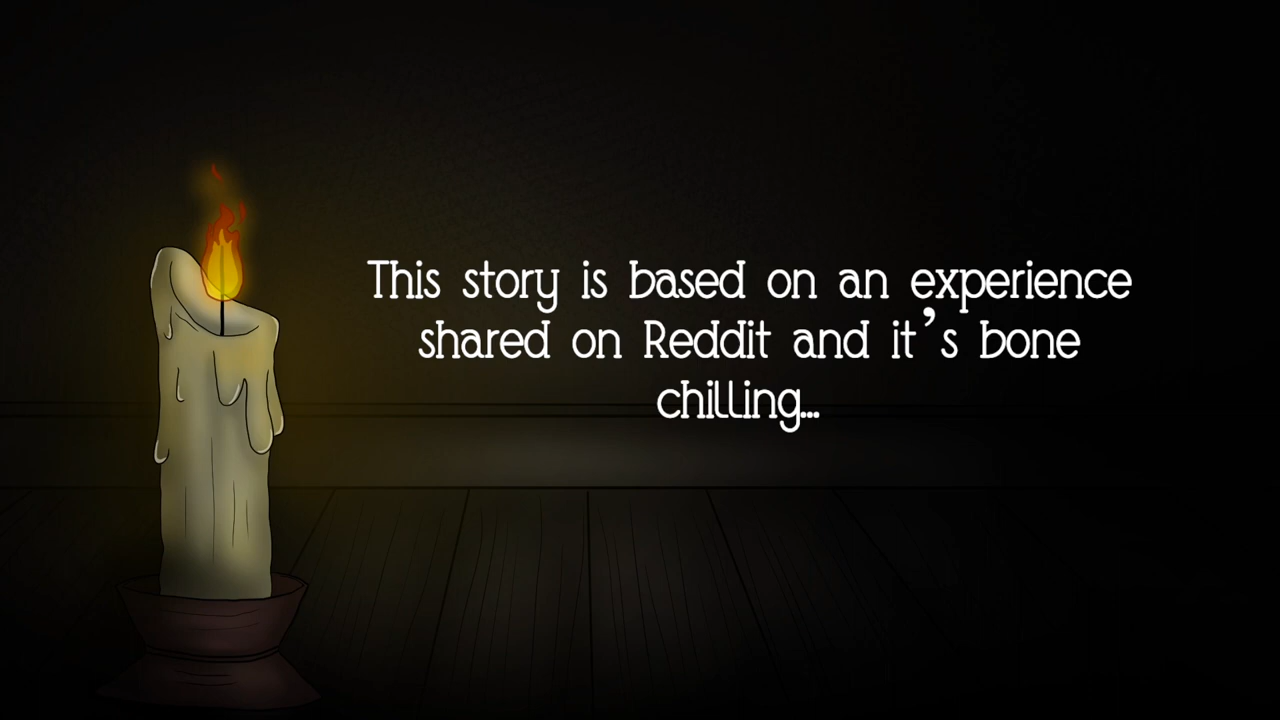 This story is based on an experience
shared on Reddit and it’s bone
chilling...